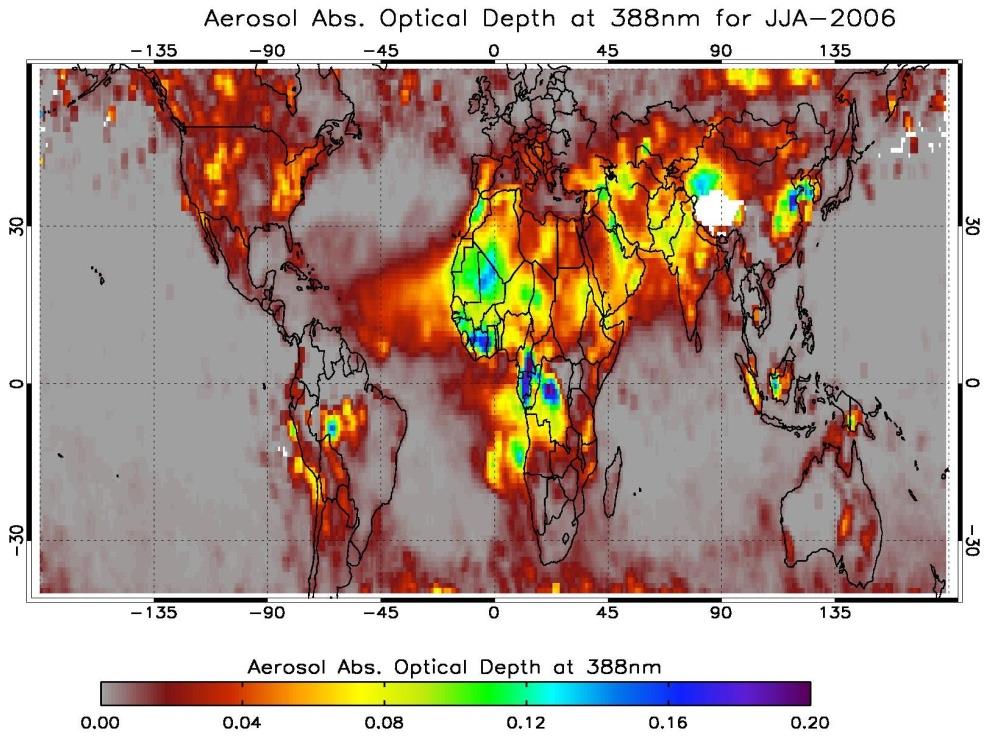 Aerosol Abs. Optical Depth at 388nm for JJA-2006
-135 -90 -45 0 45 90 135
30 30
0 0
-30 -30
-135 -90 -45 0 45 90 135
Aerosol Abs. Optical Depth at 388nm
0.00 0.04 0.08 0.12 0.16 0.20